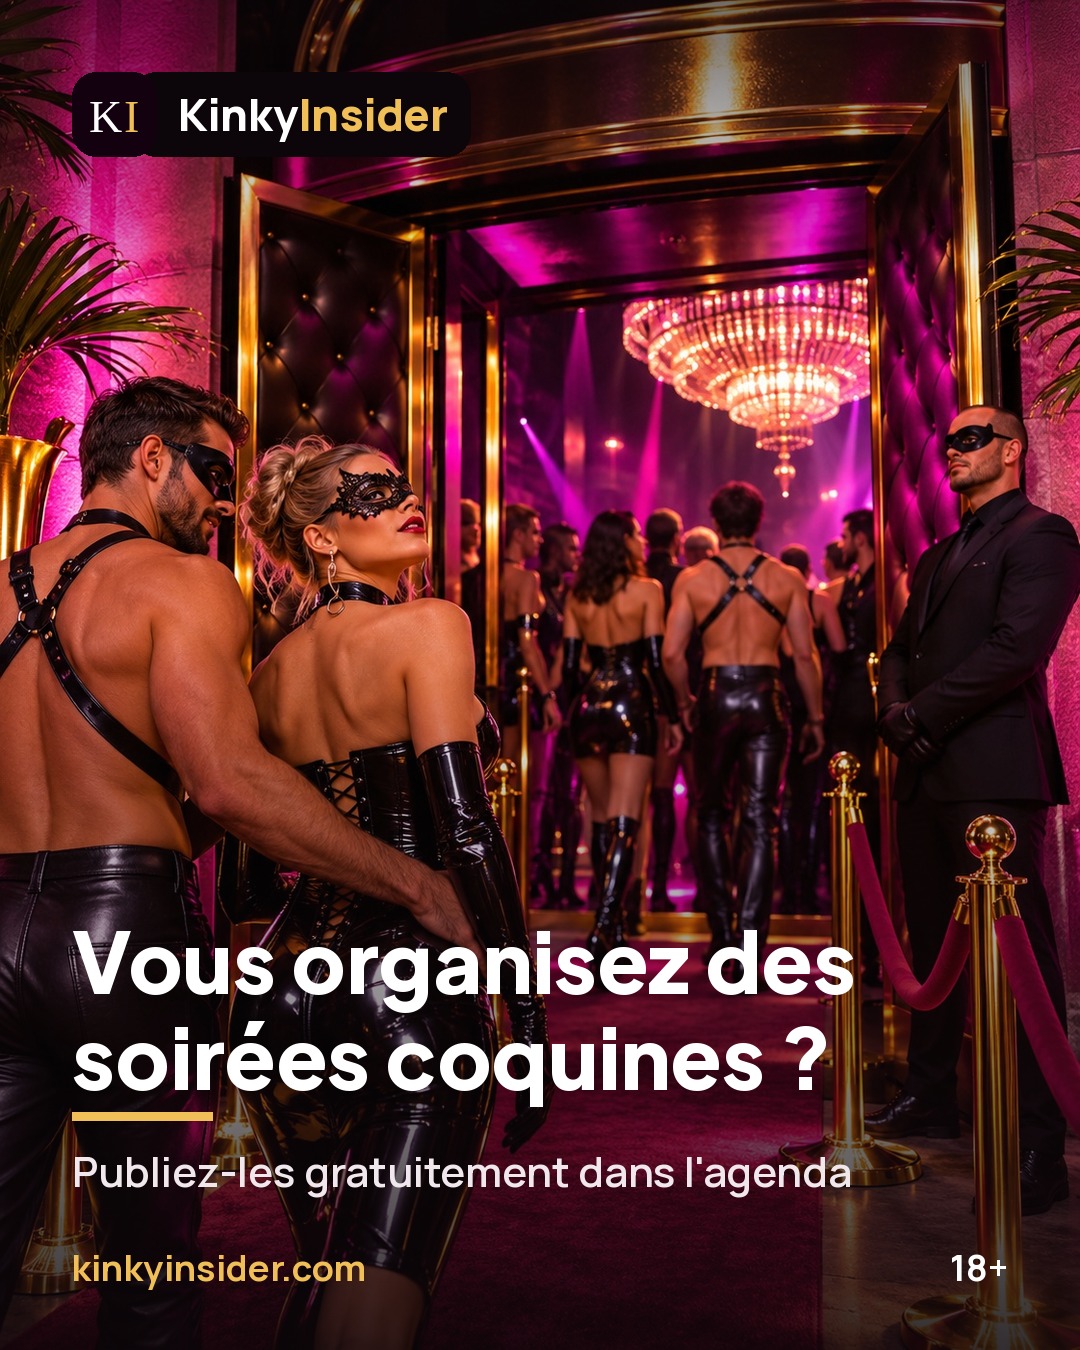 KI KinkyInsider
Vous organisez des
soirées coquines ?
Publiez-les gratuitement dans l'agenda
kinkyinsider.com 18+